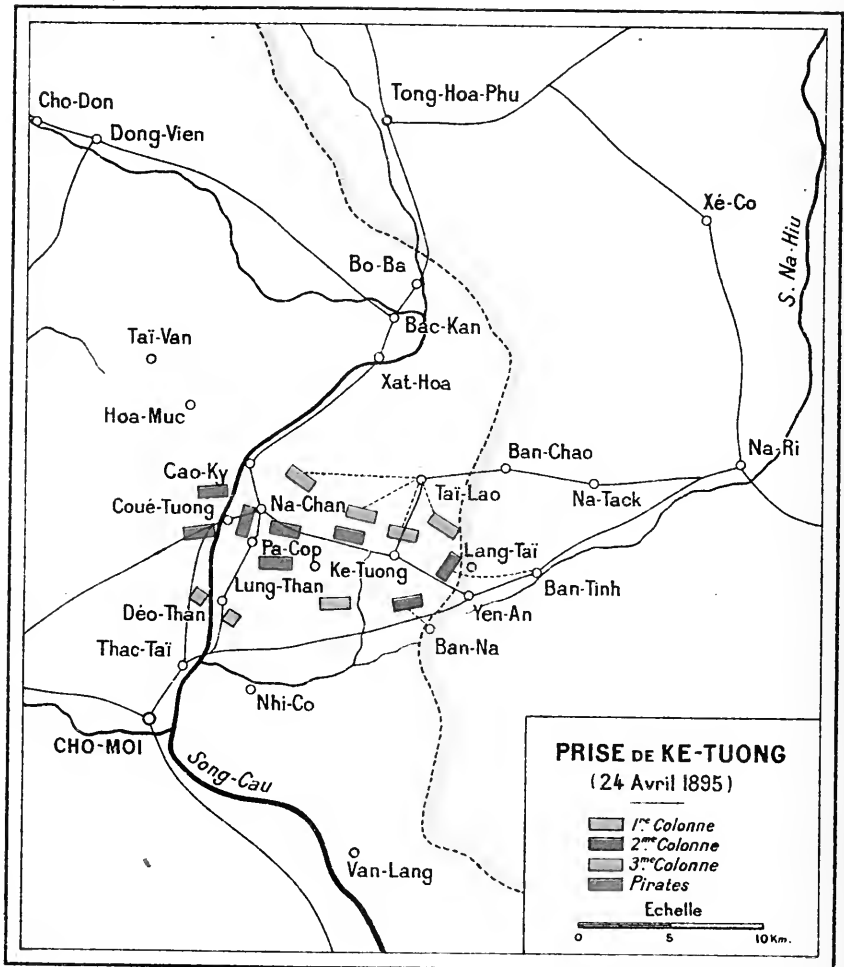 Cho-Don
Tong-Hoa-Phu
Dong-Vien
Xé-Co
S. Na-Hiu
Bo-Ba
Bac-Kan
Taï-Van
Xat-Hoa
Hoa-Muc
Cao-Ky
Ban-Chao
Na-Ri
Na-Chan
Taï-Lao
Na-Tack
Coué-Tuong
Pa-Cop
Ke-Tuong
Lang-Taï
Lung-Than
Ban-Tinh
Déo-Than
Yen-An
Thac-Taï
Ban-Na
Nhi-Co
CHO-MOI
Song-Cau
Van-Lang
PRISE DE KE-TUONG
(24 Avril 1895)
1re Colonne
2me Colonne
3me Colonne
Pirates
Echelle
0 5 10 Km.